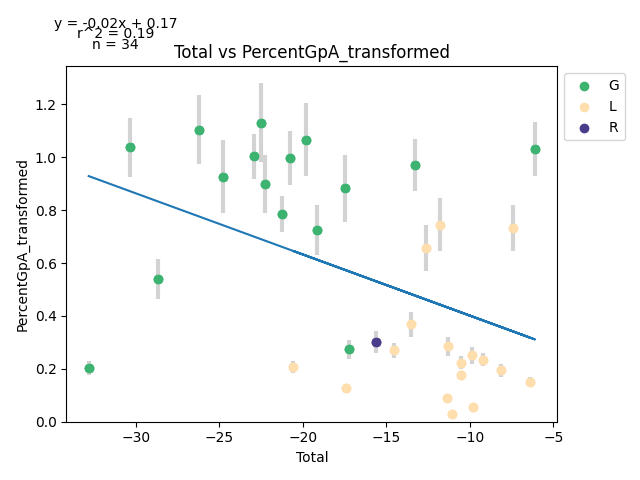 y = -0.02x + 0.17
r^2 = 0.19
n = 34
Total vs PercentGpA_transformed
G
L
R
PercentGpA_transformed
1.2
1.0
0.8
0.6
0.4
0.2
0.0
−30
−25
−20
−15
−10
−5
Total